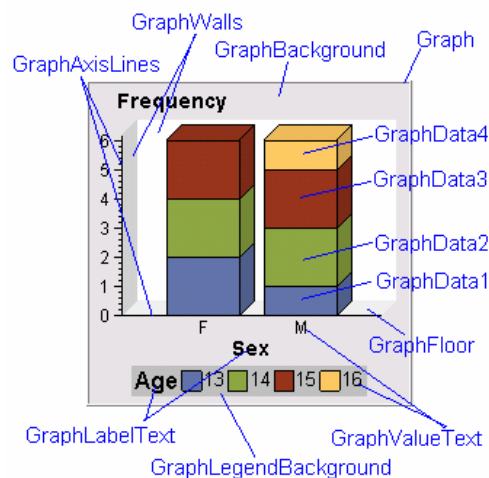 GraphWalls
Graph
GraphBackground
GraphAxisLines
Frequency
6
5
4
3
2
1
0
GraphData4
GraphData3
GraphData2
GraphData1
F M
GraphFloor
Sex
Age 13 14 15 16
GraphLabelText
GraphValueText
GraphLegendBackground